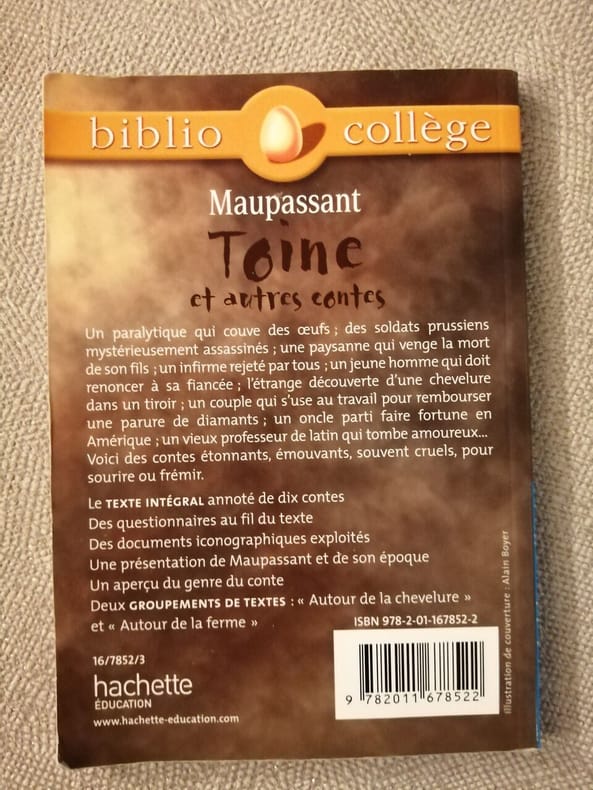 biblio collège
Maupassant
Toine
et autres contes
Un paralytique qui couve des œufs ; des soldats prussiens
mystérieusement assassinés ; une paysanne qui venge la mort
de son fils ; un infirme rejeté par tous ; un jeune homme qui doit
renoncer à sa fiancée ; l'étrange découverte d'une chevelure
dans un tiroir ; un couple qui s'use au travail pour rembourser
une parure de diamants ; un oncle parti faire fortune en
Amérique ; un vieux professeur de latin qui tombe amoureux...
Voici des contes étonnants, émouvants, souvent cruels, pour
sourire ou frémir.
Le TEXTE INTÉGRAL annoté de dix contes
Des questionnaires au fil du texte
Des documents iconographiques exploités
Une présentation de Maupassant et de son époque
Un aperçu du genre du conte
Deux GROUPEMENTS DE TEXTES : « Autour de la chevelure »
et « Autour de la ferme »
ISBN 978-2-01-167852-2
9 782011 678522
16/7852/3
hachette
ÉDUCATION
www.hachette-education.com
Illustration de couverture : Alain Boyer